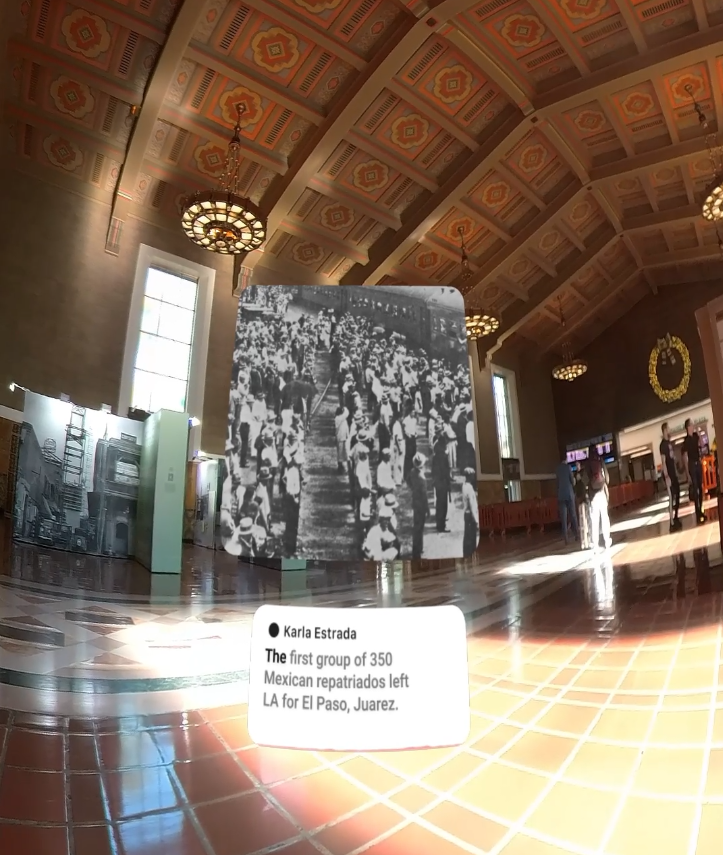 Karla Estrada
The first group of 350
Mexican repatriados left
LA for El Paso, Juarez.